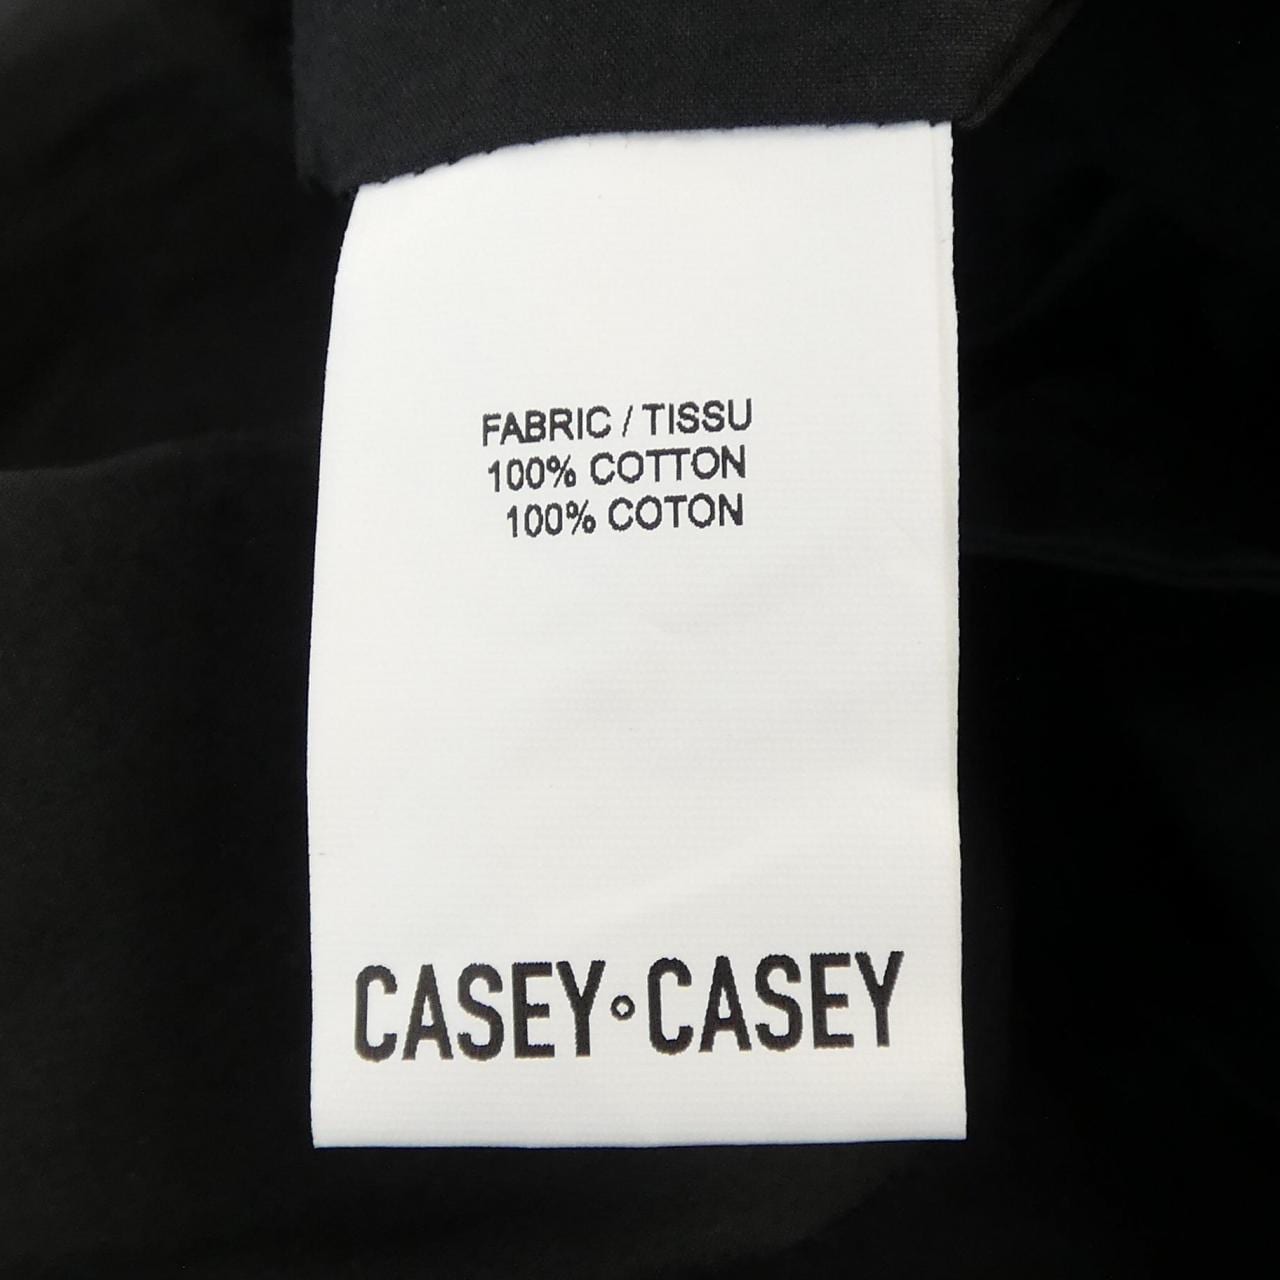 FABRIC / TISSU
100% COTTON
100% COTON
CASEY∘CASEY